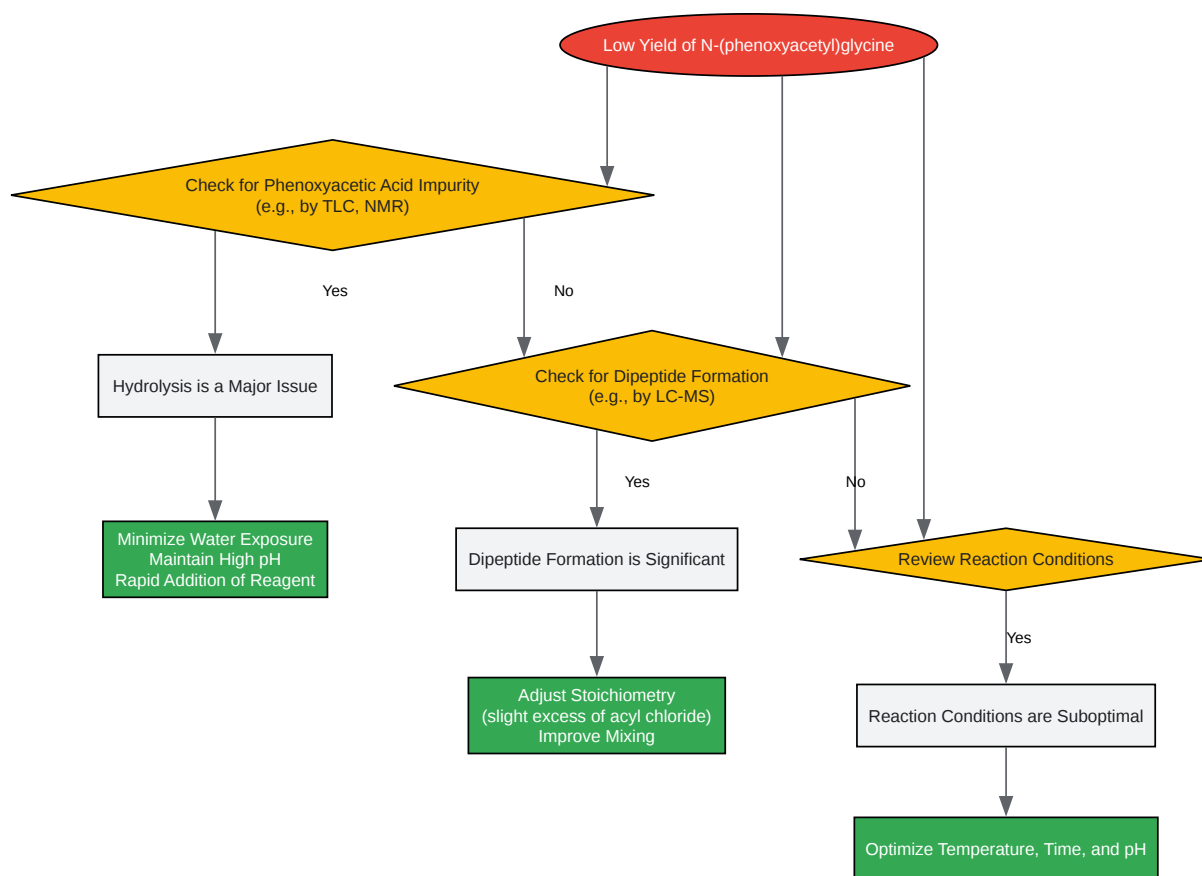 Low Yield of N-(phenoxyacetyl)glycine
Check for Phenoxyacetic Acid Impurity
(e.g., by TLC, NMR)
Yes
No
Hydrolysis is a Major Issue
Check for Dipeptide Formation
(e.g., by LC-MS)
Yes
No
Minimize Water Exposure
Maintain High pH
Rapid Addition of Reagent
Dipeptide Formation is Significant
Review Reaction Conditions
Yes
Adjust Stoichiometry
(slight excess of acyl chloride)
Improve Mixing
Reaction Conditions are Suboptimal
Optimize Temperature, Time, and pH